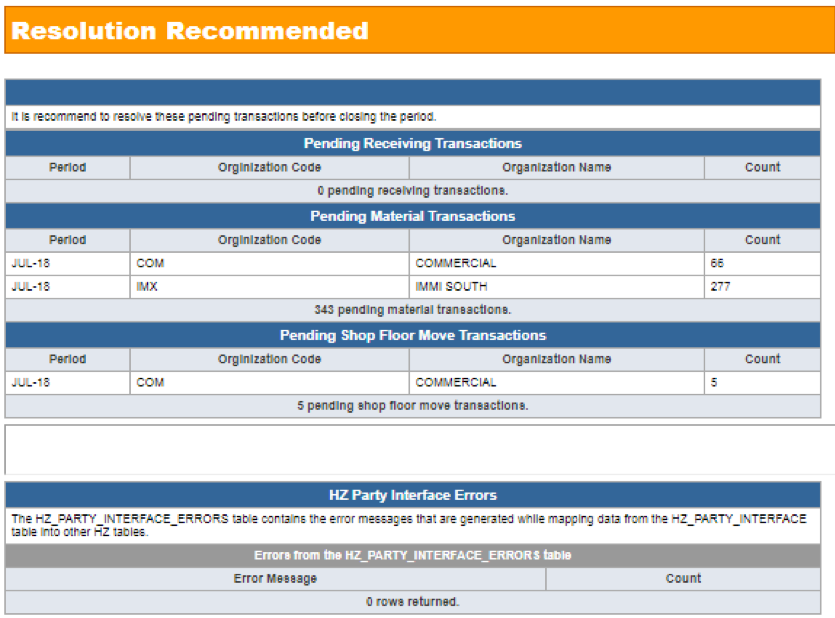 Resolution Recommended
It is recommend to resolve these pending transactions before closing the period.
Pending Receiving Transactions
Period Orginization Code Organization Name Count
0 pending receiving transactions.
Pending Material Transactions
Period Orginization Code Organization Name Count
JUL-18 COM COMMERCIAL 66
JUL-18 IMX IMMI SOUTH 277
343 pending material transactions.
Pending Shop Floor Move Transactions
Period Orginization Code Organization Name Count
JUL-18 COM COMMERCIAL 5
5 pending shop floor move transactions.
HZ Party Interface Errors
The HZ_PARTY_INTERFACE_ERRORS table contains the error messages that are generated while mapping data from the HZ_PARTY_INTERFACE
table into other HZ tables.
Errors from the HZ_PARTY_INTERFACE_ERRORS table
Error Message Count
0 rows returned.